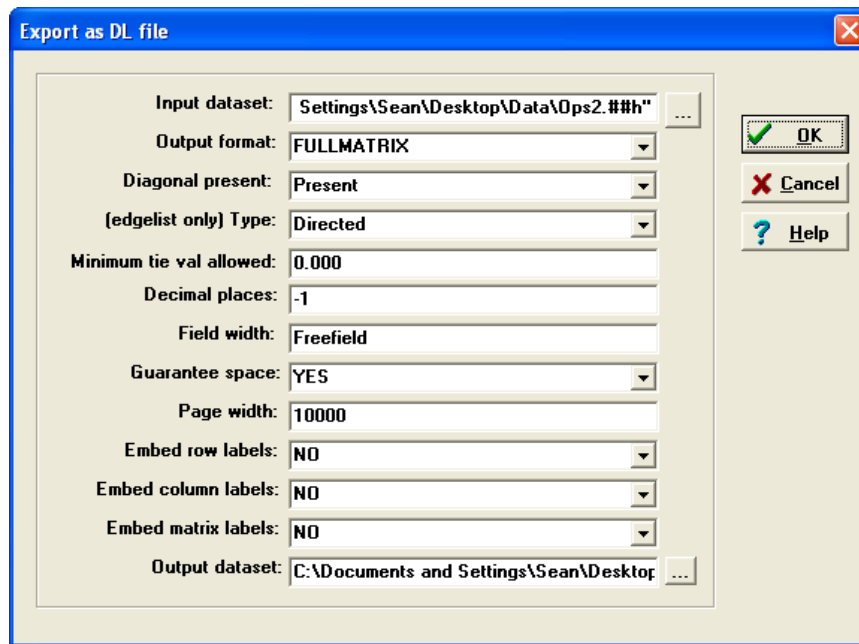 Export as DL file
Input dataset: Settings\Sean\Desktop\Data\Ops2.##h" ...
Output format: FULLMATRIX
Diagonal present: Present
(edgelist only) Type: Directed
Minimum tie val allowed: 0.000
Decimal places: -1
Field width: Freefield
Guarantee space: YES
Page width: 10000
Embed row labels: NO
Embed column labels: NO
Embed matrix labels: NO
Output dataset: C:\Documents and Settings\Sean\Desktop ...
OK
Cancel
? Help